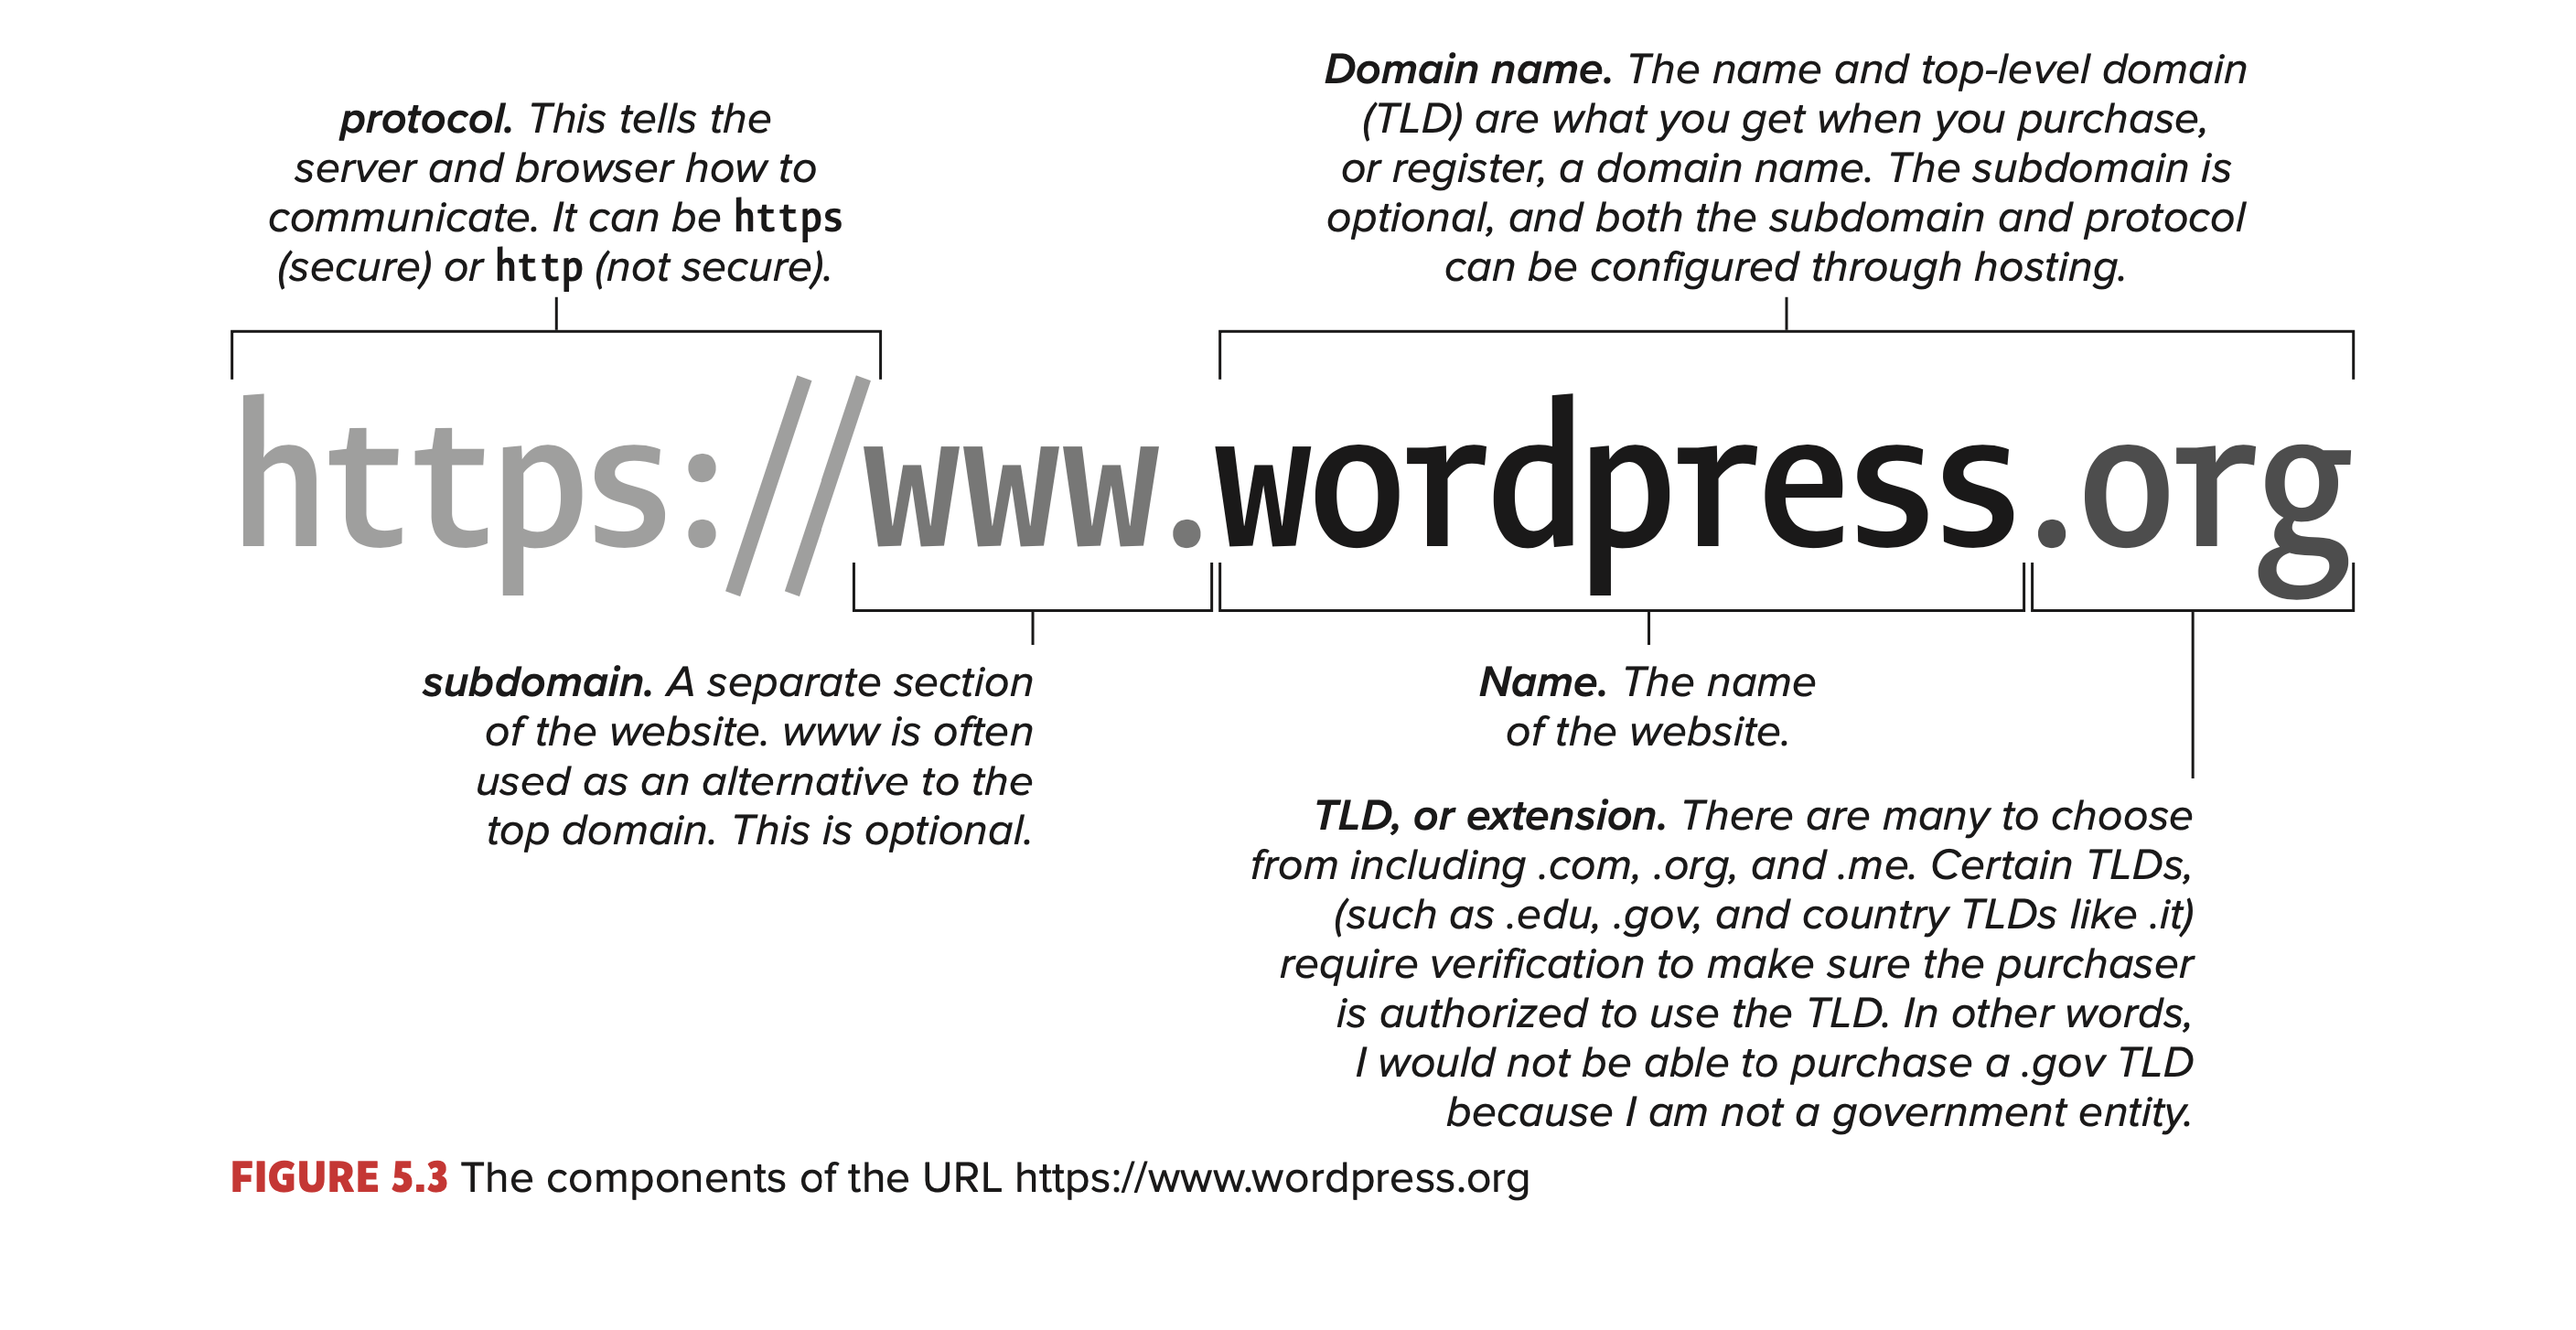 protocol. This tells the
server and browser how to
communicate. It can be https
(secure) or http (not secure).
Domain name. The name and top-level domain
(TLD) are what you get when you purchase,
or register, a domain name. The subdomain is
optional, and both the subdomain and protocol
can be configured through hosting.
https://www.wordpress.org
subdomain. A separate section
of the website. www is often
used as an alternative to the
top domain. This is optional.
Name. The name
of the website.
TLD, or extension. There are many to choose
from including .com, .org, and .me. Certain TLDs,
(such as .edu, .gov, and country TLDs like .it)
require verification to make sure the purchaser
is authorized to use the TLD. In other words,
I would not be able to purchase a .gov TLD
because I am not a government entity.
FIGURE 5.3 The components of the URL https://www.wordpress.org